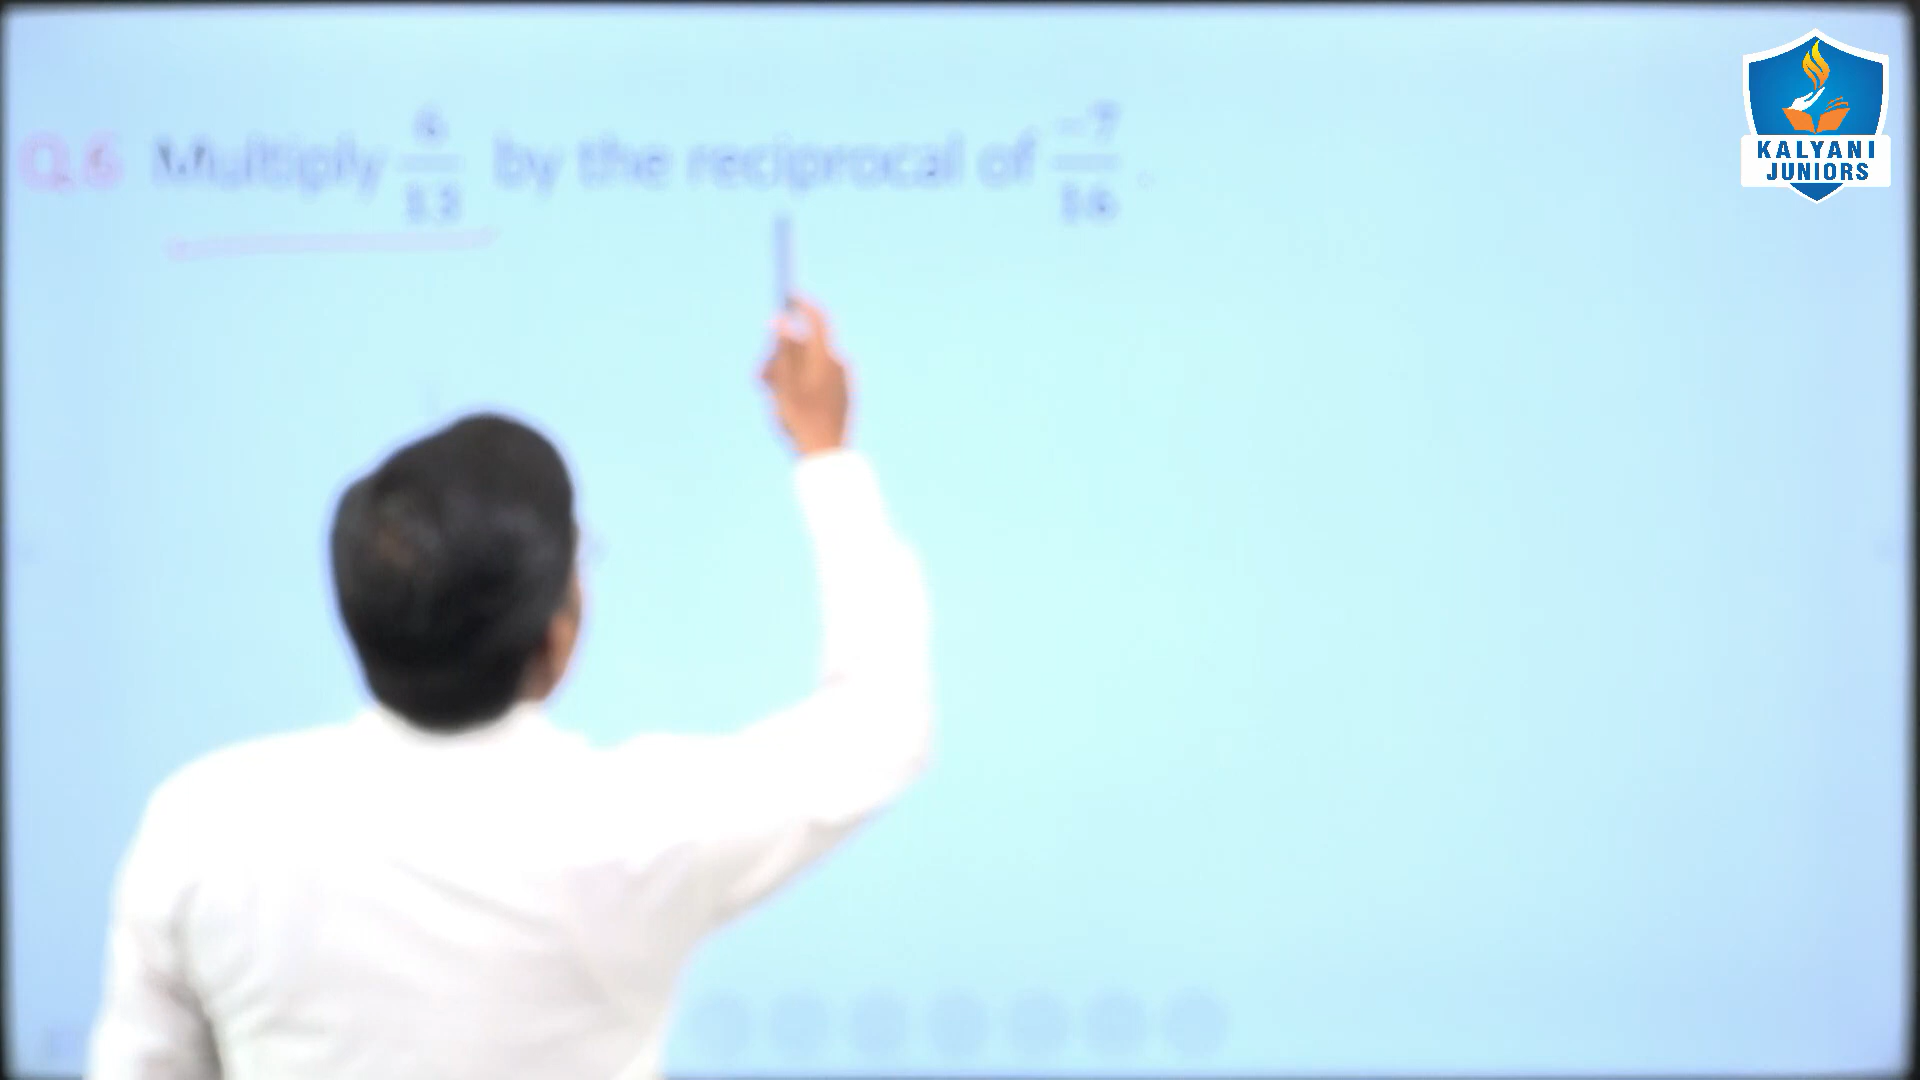 Q.6 Multiply 6/13 by the reciprocal of -7/16.
KALYANI
JUNIORS